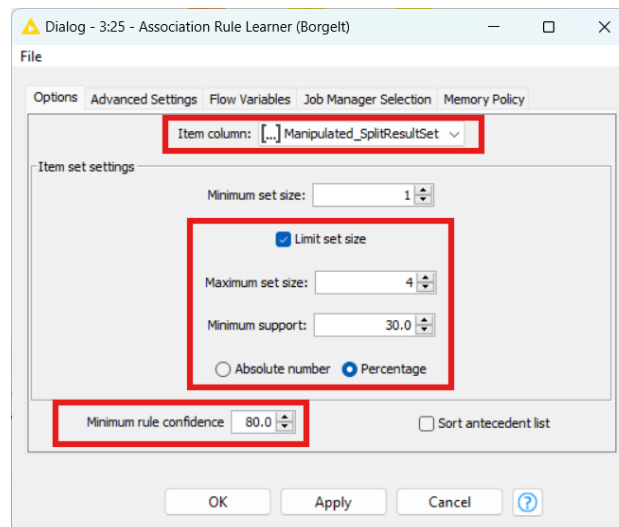 Dialog - 3:25 - Association Rule Learner (Borgelt)
File
Options Advanced Settings Flow Variables Job Manager Selection Memory Policy
Item column: [...] Manipulated_SplitResultSet
Item set settings
Minimum set size: 1
Limit set size
Maximum set size: 4
Minimum support: 30.0
Absolute number Percentage
Minimum rule confidence 80.0 Sort antecedent list
OK Apply Cancel ?